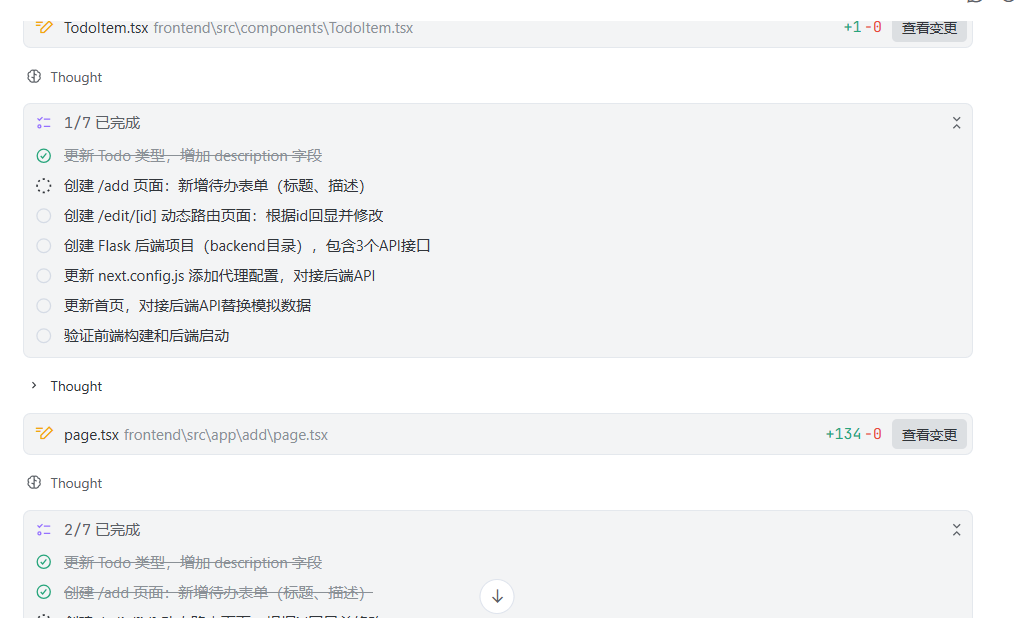 TodoItem.tsx frontend\src\components\TodoItem.tsx +1 -0 查看变更
Thought
1/7 已完成
更新 Todo 类型，增加 description 字段
创建 /add 页面：新增待办表单（标题、描述）
创建 /edit/[id] 动态路由页面：根据id回显并修改
创建 Flask 后端项目（backend目录），包含3个API接口
更新 next.config.js 添加代理配置，对接后端API
更新首页，对接后端API替换模拟数据
验证前端构建和后端启动
Thought
page.tsx frontend\src\app\add\page.tsx +134 -0 查看变更
Thought
2/7 已完成
更新 Todo 类型，增加 description 字段
创建 /add 页面：新增待办表单（标题、描述）